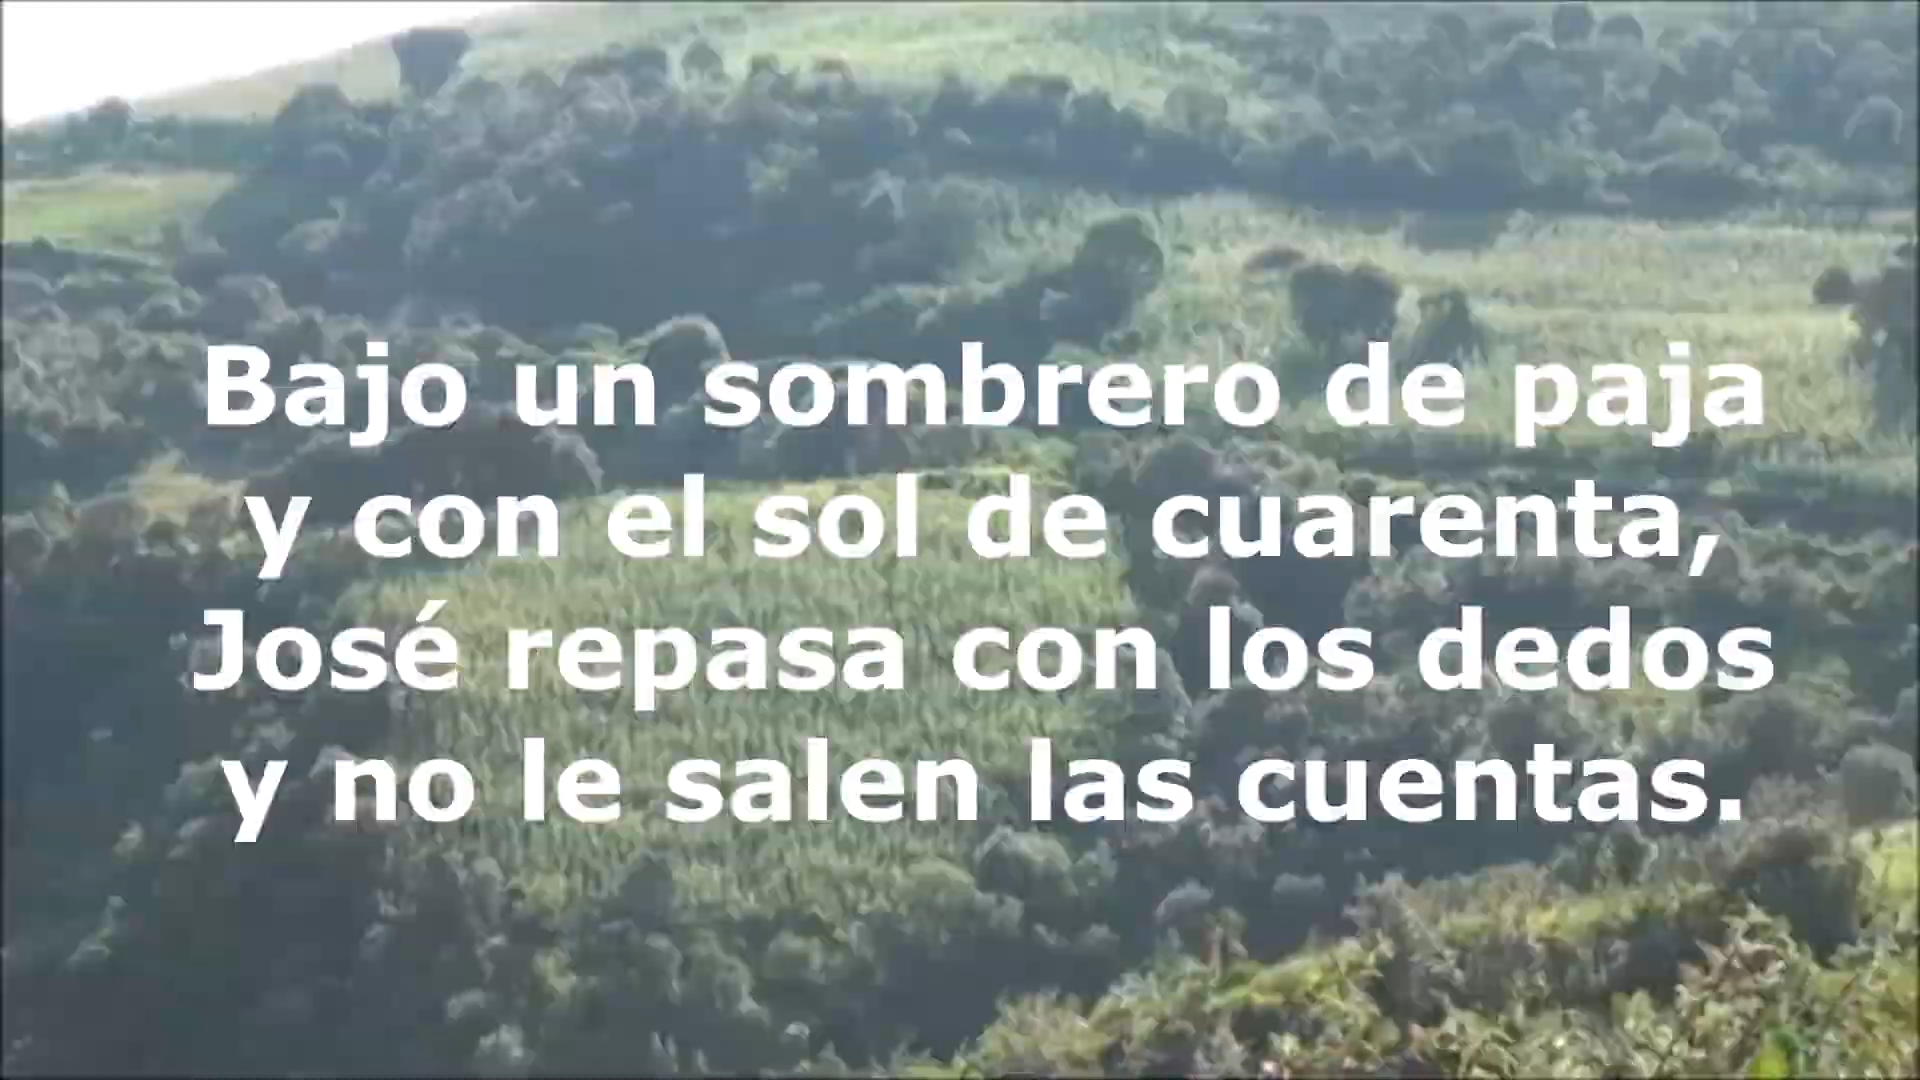 Bajo un sombrero de paja
y con el sol de cuarenta,
José repasa con los dedos
y no le salen las cuentas.